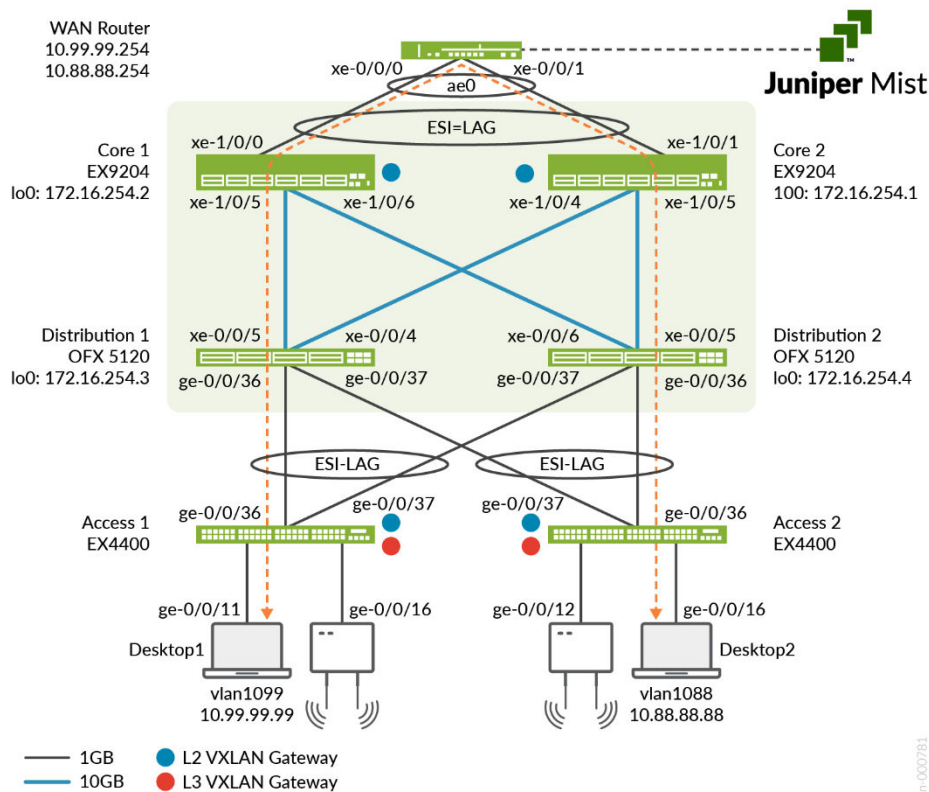 WAN Router
10.99.99.254
10.88.88.254
xe-0/0/0
xe-0/0/1
ae0
™
Juniper Mist
ESI=LAG
xe-1/0/0
xe-1/0/1
Core 1
EX9204
lo0: 172.16.254.2
Core 2
EX9204
100: 172.16.254.1
xe-1/0/5
xe-1/0/6
xe-1/0/4
xe-1/0/5
Distribution 1
OFX 5120
lo0: 172.16.254.3
xe-0/0/5
xe-0/0/4
xe-0/0/6
xe-0/0/5
Distribution 2
OFX 5120
lo0: 172.16.254.4
ge-0/0/36
ge-0/0/37
ge-0/0/37
ge-0/0/36
ESI-LAG
ESI-LAG
Access 1
EX4400
ge-0/0/36
ge-0/0/37
ge-0/0/37
ge-0/0/36
Access 2
EX4400
ge-0/0/11
ge-0/0/16
ge-0/0/12
ge-0/0/16
Desktop1
Desktop2
vlan1099
10.99.99.99
vlan1088
10.88.88.88
1GB
L2 VXLAN Gateway
10GB
L3 VXLAN Gateway
n-000781